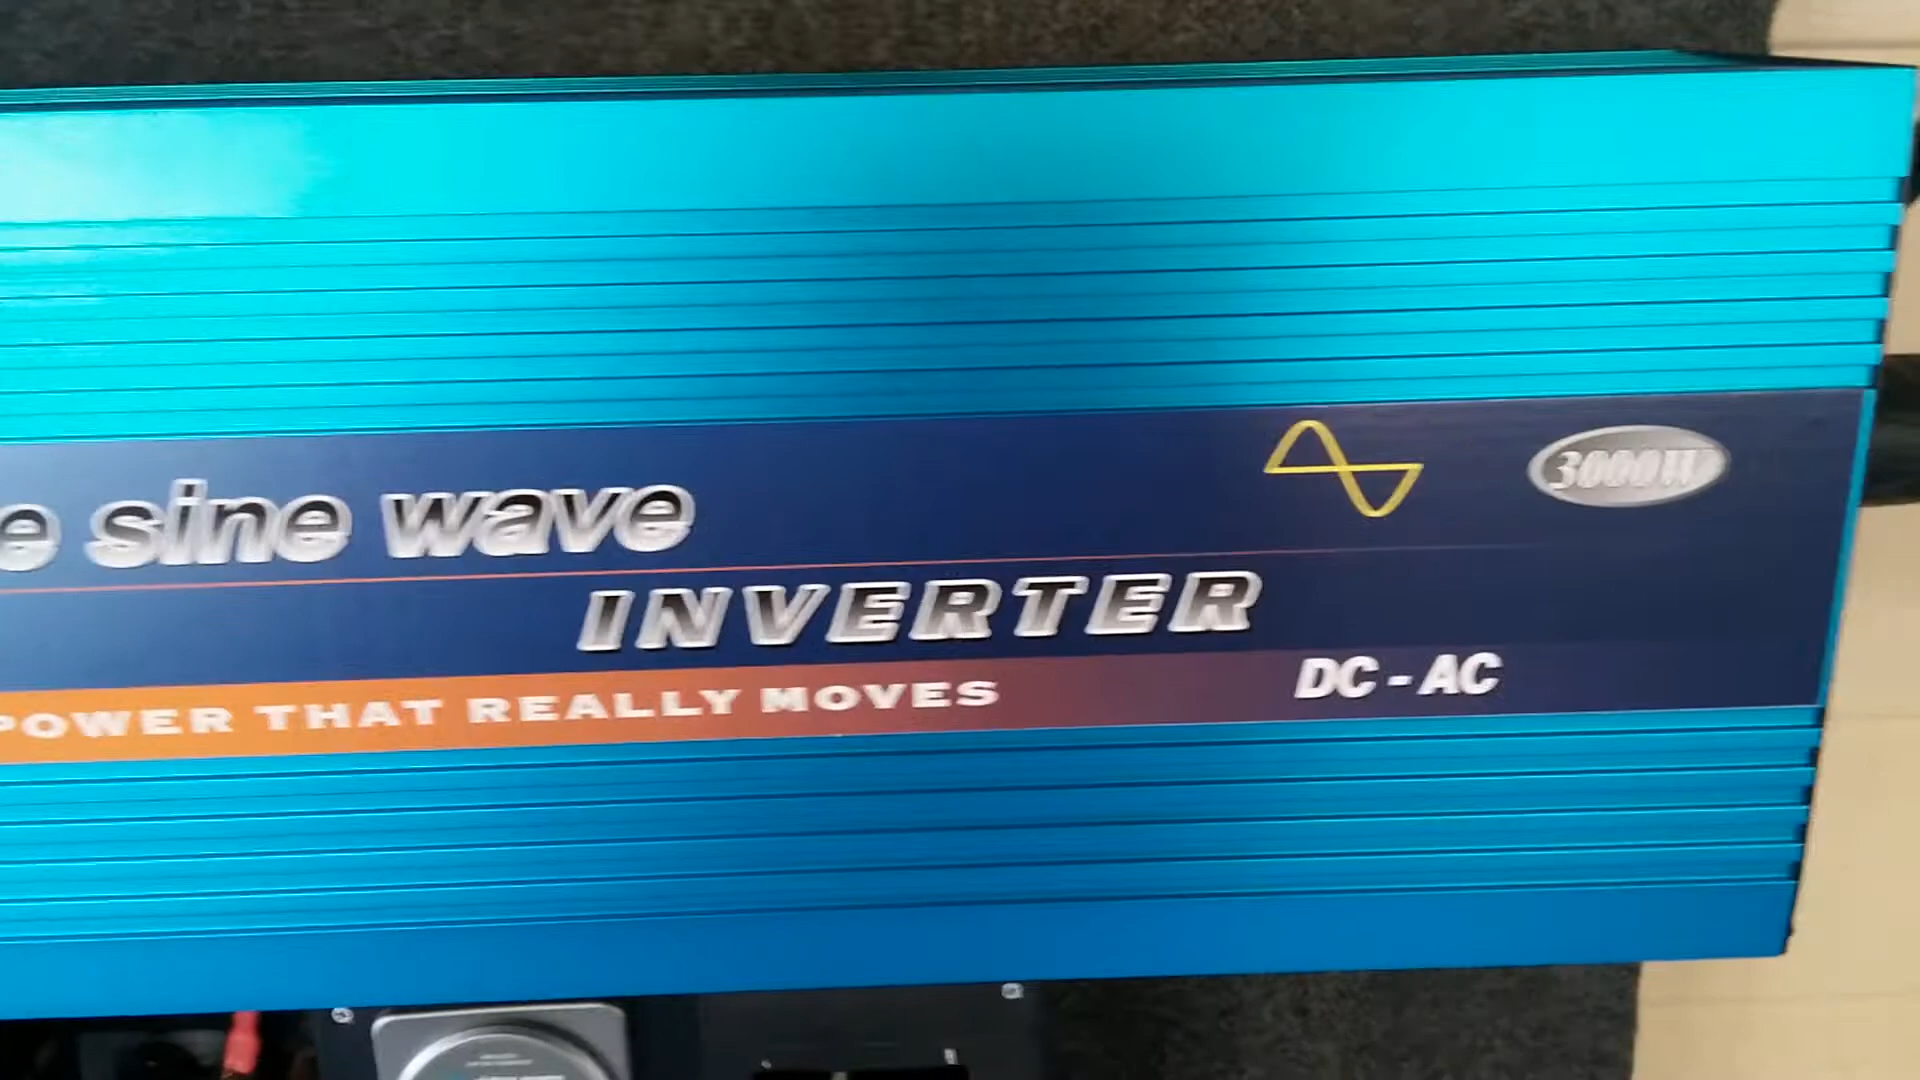 e sine wave
3000W
INVERTER
POWER THAT REALLY MOVES
DC - AC